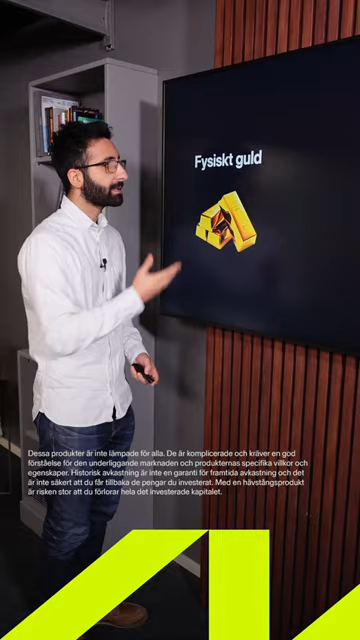 Fysiskt guld
Dessa produkter är inte lämpade för alla. De är komplicerade och kräver en god
förståelse för den underliggande marknaden och produkternas specifika villkor och
egenskaper. Historisk avkastning är inte en garanti för framtida avkastning och det
är inte säkert att du får tillbaka de pengar du investerat. Med en hävstångsprodukt
är risken stor att du förlorar hela det investerade kapitalet.